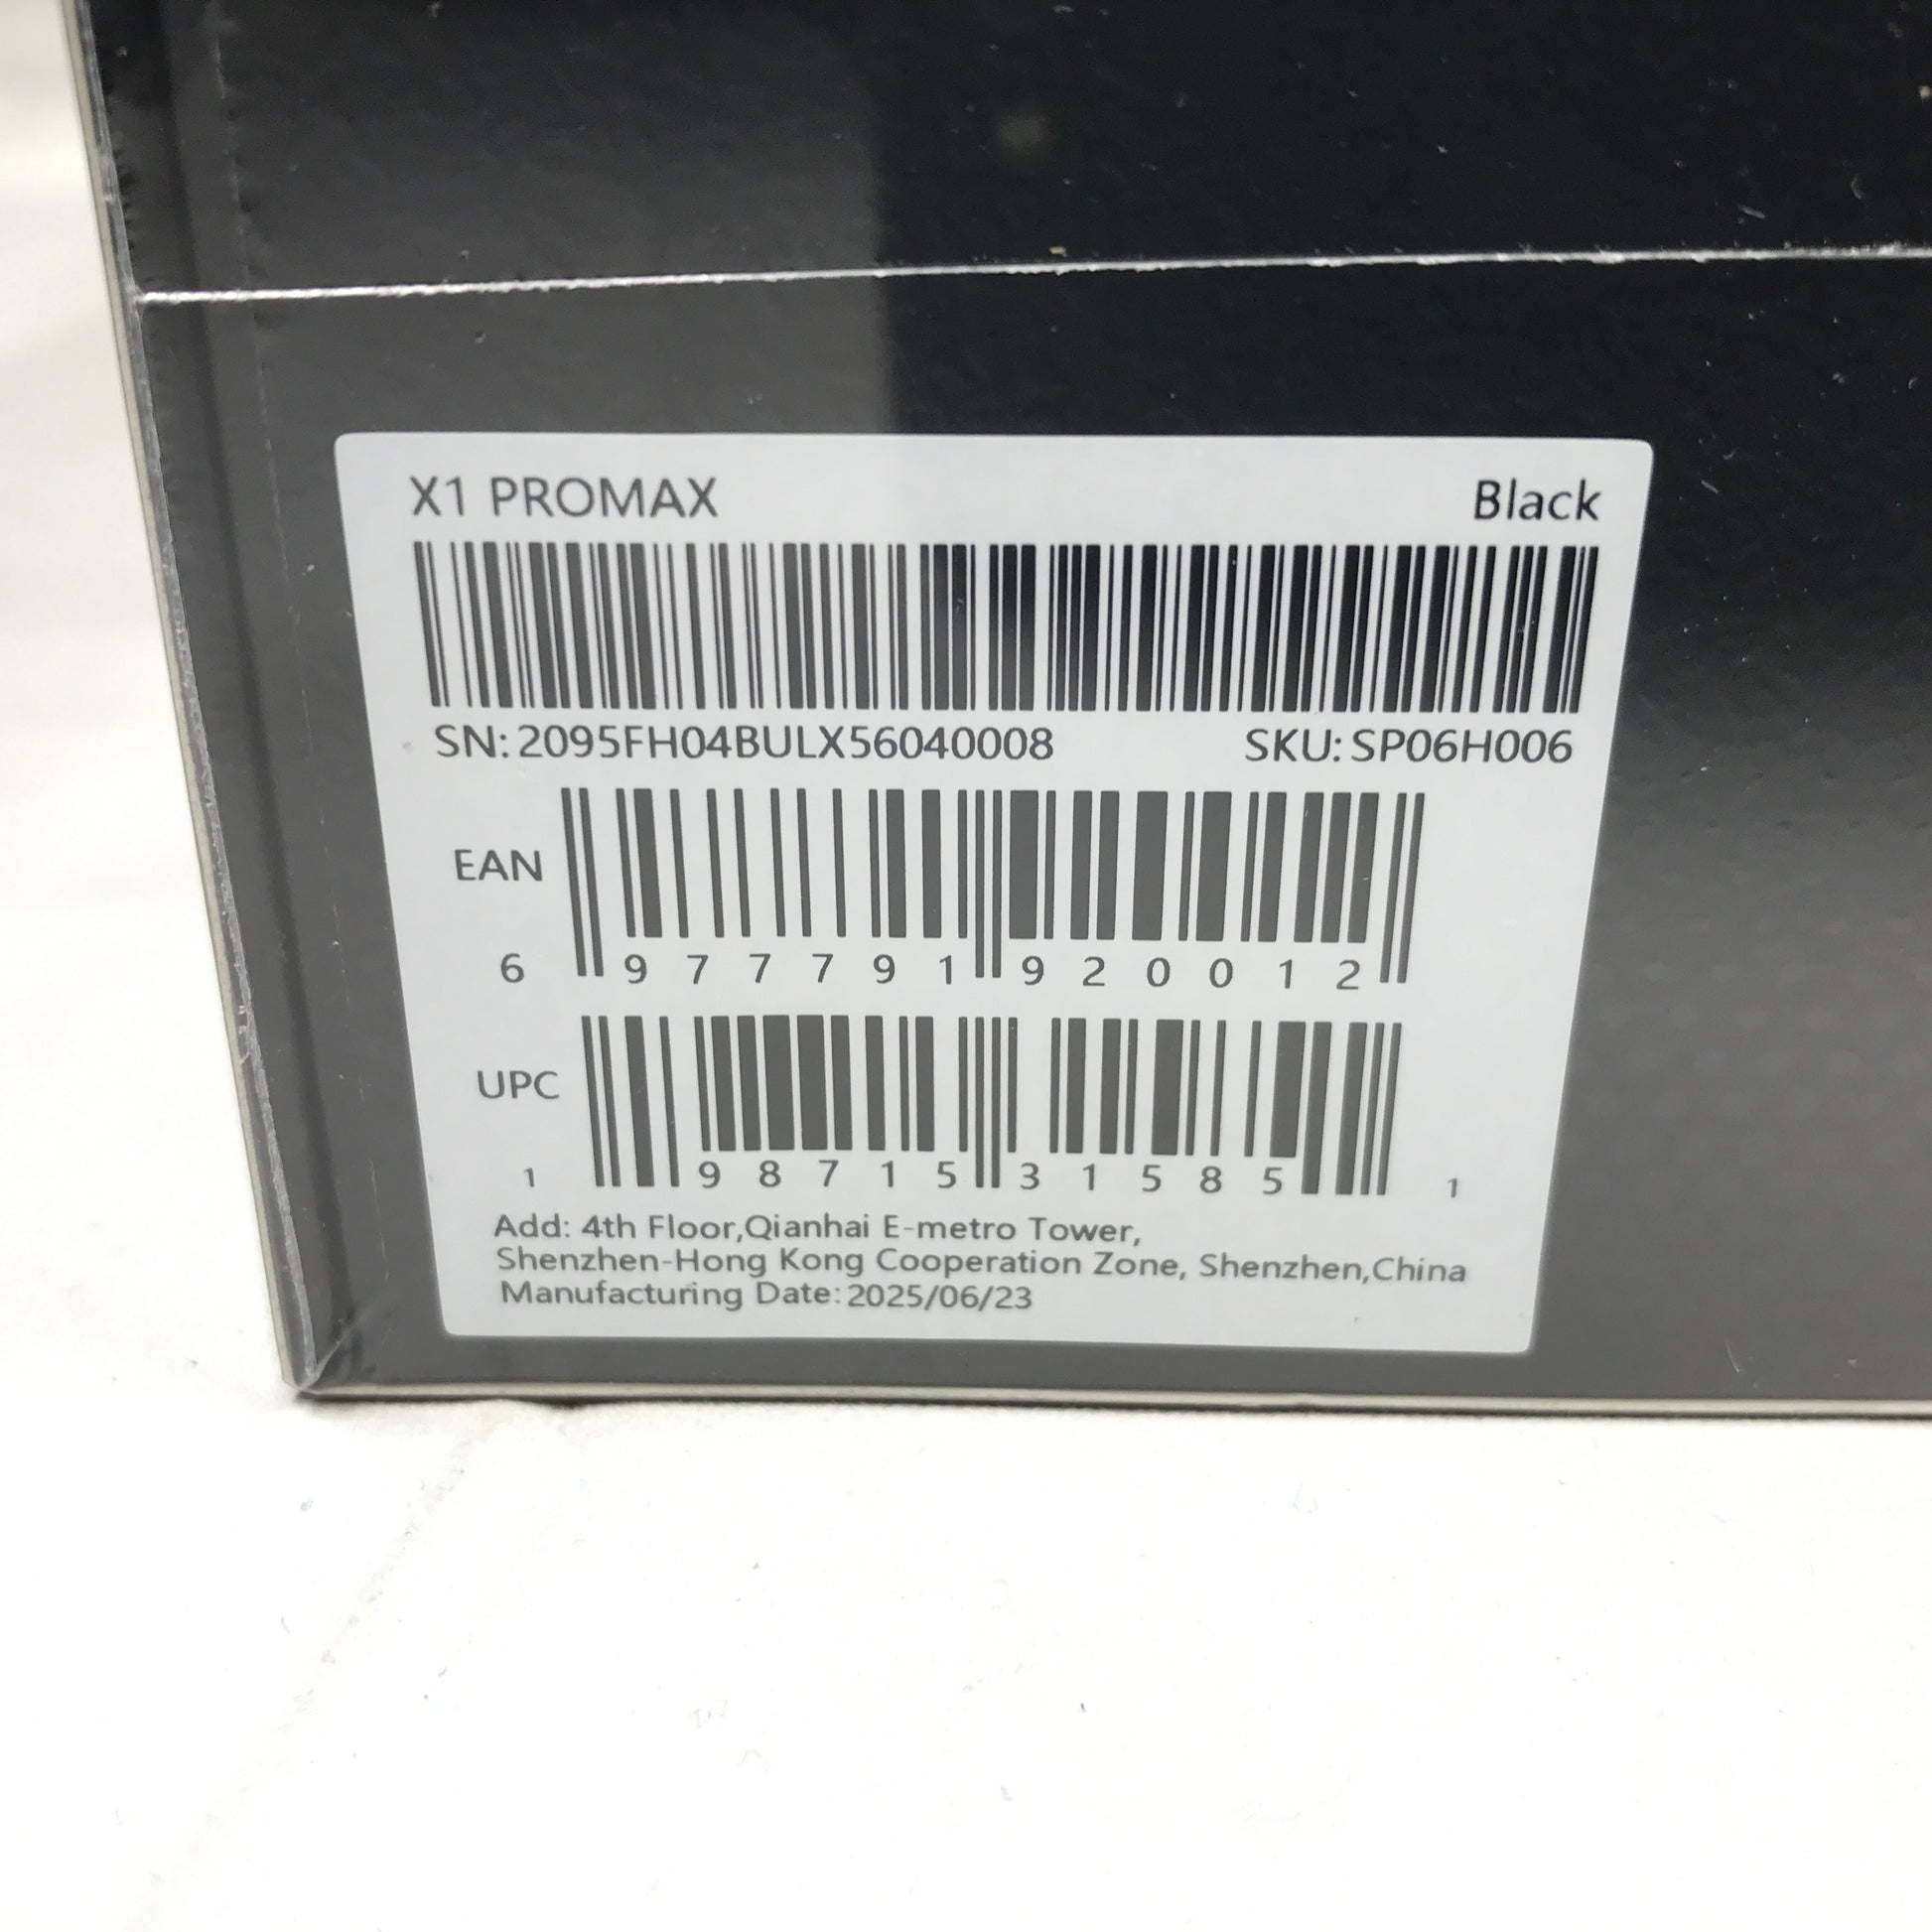 X1 PROMAX Black
SN: 2095FH04BULX56040008 SKU: SP06H006
EAN
6 977791 920012
UPC
1 98715 31585 1
Add: 4th Floor,Qianhai E-metro Tower,
Shenzhen-Hong Kong Cooperation Zone, Shenzhen,China
Manufacturing Date: 2025/06/23